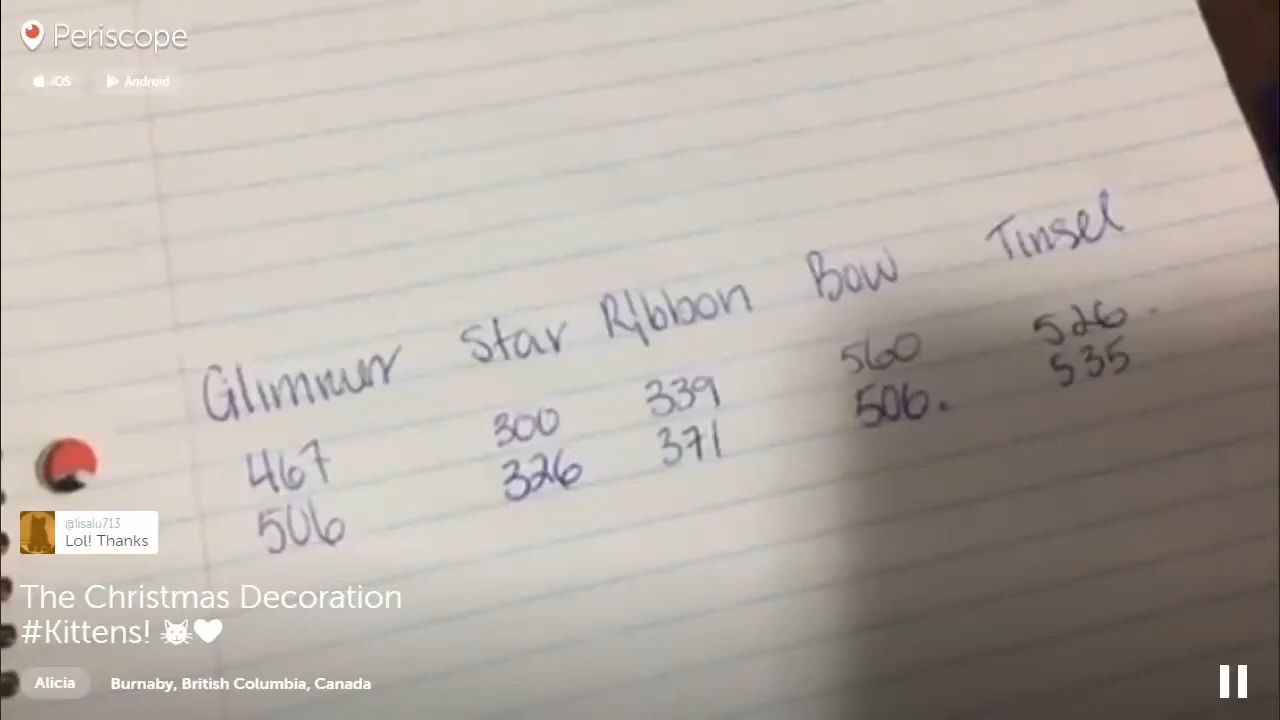 Periscope
iOS
Android
Glimmer Star Ribbon Bow Tinsel
467 300 339 560 526.
506 326 371 506. 535
@lisalu713
Lol! Thanks
The Christmas Decoration
#Kittens! 😺🤍
Alicia
Burnaby, British Columbia, Canada